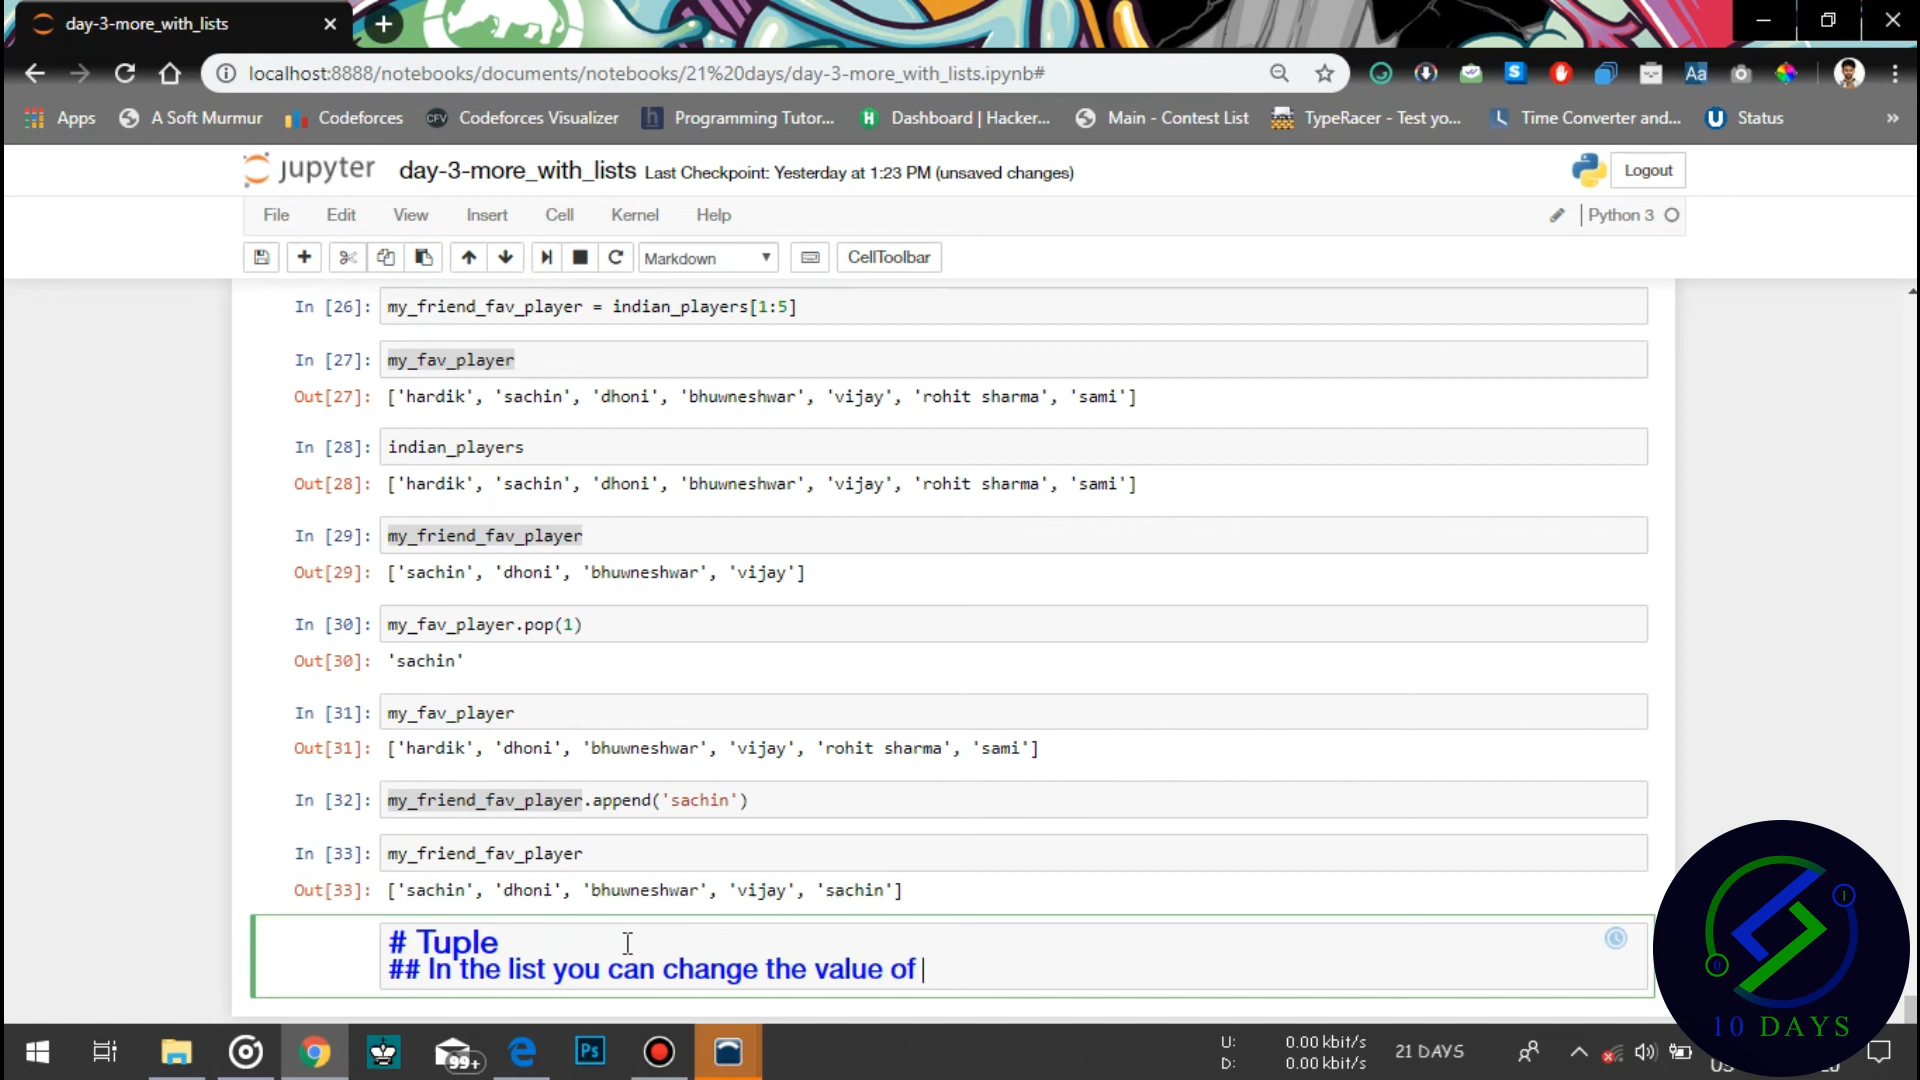 day-3-more_with_lists
localhost:8888/notebooks/documents/notebooks/21%20days/day-3-more_with_lists.ipynb#
Apps
A Soft Murmur
Codeforces
CFV Codeforces Visualizer
Programming Tutor...
Dashboard | Hacker...
Main - Contest List
TypeRacer - Test yo...
Time Converter and...
Status
»
jupyter day-3-more_with_lists Last Checkpoint: Yesterday at 1:23 PM (unsaved changes)
Logout
File Edit View Insert Cell Kernel Help
Python 3
Markdown
CellToolbar
In [26]: my_friend_fav_player = indian_players[1:5]
In [27]: my_fav_player
Out[27]: ['hardik', 'sachin', 'dhoni', 'bhuwneshwar', 'vijay', 'rohit sharma', 'sami']
In [28]: indian_players
Out[28]: ['hardik', 'sachin', 'dhoni', 'bhuwneshwar', 'vijay', 'rohit sharma', 'sami']
In [29]: my_friend_fav_player
Out[29]: ['sachin', 'dhoni', 'bhuwneshwar', 'vijay']
In [30]: my_fav_player.pop(1)
Out[30]: 'sachin'
In [31]: my_fav_player
Out[31]: ['hardik', 'dhoni', 'bhuwneshwar', 'vijay', 'rohit sharma', 'sami']
In [32]: my_friend_fav_player.append('sachin')
In [33]: my_friend_fav_player
Out[33]: ['sachin', 'dhoni', 'bhuwneshwar', 'vijay', 'sachin']
# Tuple
## In the list you can change the value of
1
0
10 DAYS
99+
Ps
U: 0.00 kbit/s
D: 0.00 kbit/s
21 DAYS